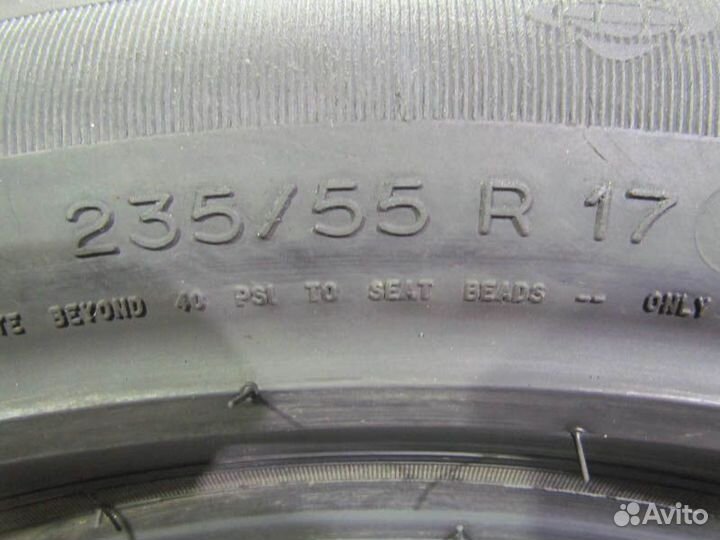 235/55 R 17
BEYOND 40 PSI TO SEAT BEADS -- ONLY
Avito